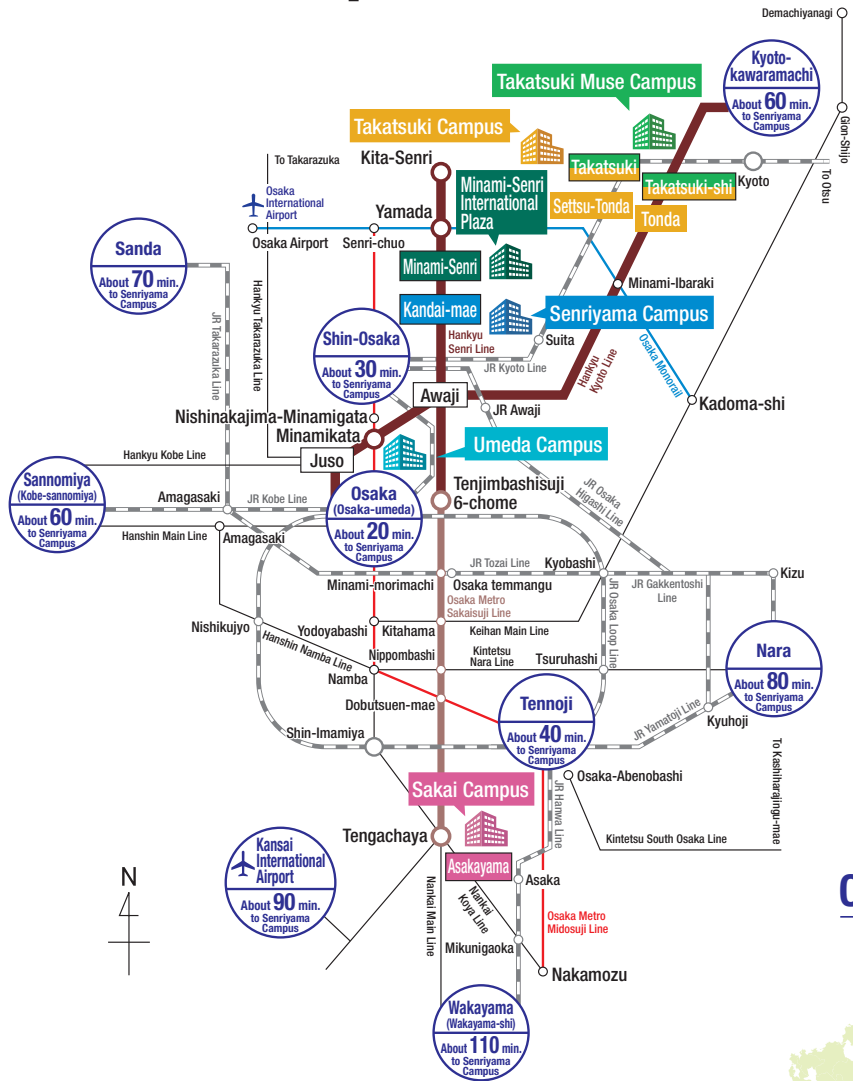 Demachiyanagi
Kyoto-
kawaramachi
About 60 min.
to Senriyama
Campus
Takatsuki Muse Campus
Takatsuki Campus
Gion-Shijo
To Takarazuka
Kita-Senri
Takatsuki
Kyoto
To Otsu
Takatsuki-shi
Osaka
International
Airport
Minami-Senri
International
Plaza
Settsu-Tonda
Tonda
Yamada
Osaka Airport
Senri-chuo
Sanda
About 70 min.
to Senriyama
Campus
Minami-Senri
Minami-Ibaraki
Kandai-mae
Senriyama Campus
Hankyu Takarazuka Line
JR Takarazuka Line
Shin-Osaka
About 30 min.
to Senriyama
Campus
Hankyu
Senri Line
Suita
JR Kyoto Line
Hankyu
Kyoto Line
Osaka Monorail
Awaji
JR Awaji
Kadoma-shi
Nishinakajima-Minamigata
Minamikata
Umeda Campus
Hankyu Kobe Line
Juso
Sannomiya
(Kobe-sannomiya)
About 60 min.
to Senriyama
Campus
Amagasaki
JR Kobe Line
Osaka
(Osaka-umeda)
About 20 min.
to Senriyama
Campus
Tenjimbashisuji
6-chome
JR Osaka
Higashi Line
Hanshin Main Line
Amagasaki
JR Tozai Line
Kyobashi
Minami-morimachi
Osaka temmangu
JR Gakkentoshi
Line
Kizu
Osaka Metro
Sakaisuji Line
JR Osaka Loop Line
Nishikujyo
Yodoyabashi
Kitahama
Keihan Main Line
Hanshin Namba Line
Nippombashi
Kintetsu
Nara Line
Tsuruhashi
Nara
About 80 min.
to Senriyama
Campus
Namba
Dobutsuen-mae
Tennoji
About 40 min.
to Senriyama
Campus
Kyuhoji
JR Yamatoji Line
Shin-Imamiya
To Kashiharajingu-mae
Osaka-Abenobashi
Sakai Campus
JR Hanwa Line
Tengachaya
Kintetsu South Osaka Line
Kansai
International
Airport
About 90 min.
to Senriyama
Campus
Asakayama
Asaka
N
Nankai Main Line
Nankai
Koya Line
Osaka Metro
Midosuji Line
Mikunigaoka
Nakamozu
Wakayama
(Wakayama-shi)
About 110 min.
to Senriyama
Campus